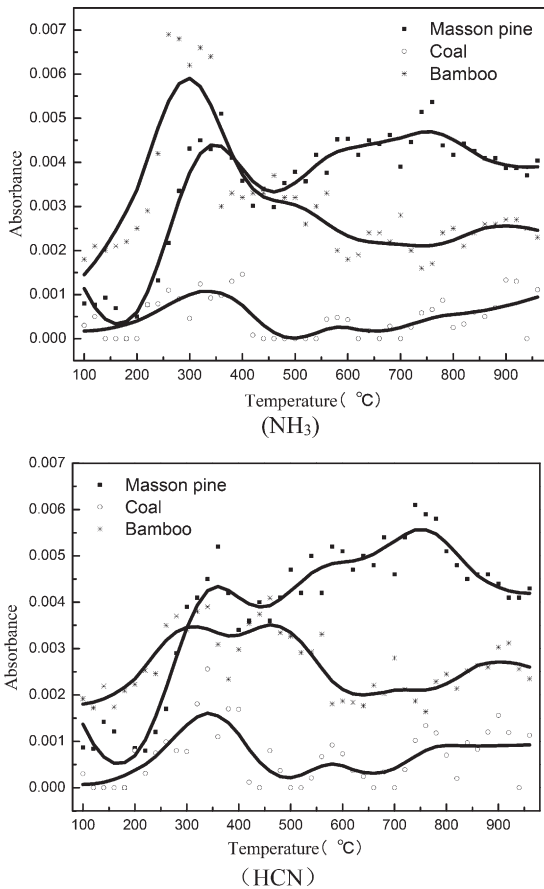 0.007
0.006
0.005
0.004
0.003
0.002
0.001
0.000
Absorbance
Masson pine
Coal
Bamboo
100 200 300 400 500 600 700 800 900
Temperature( °C)
(NH₃)
0.007
0.006
0.005
0.004
0.003
0.002
0.001
0.000
Absorbance
Masson pine
Coal
Bamboo
100 200 300 400 500 600 700 800 900
Temperature( °C)
(HCN)